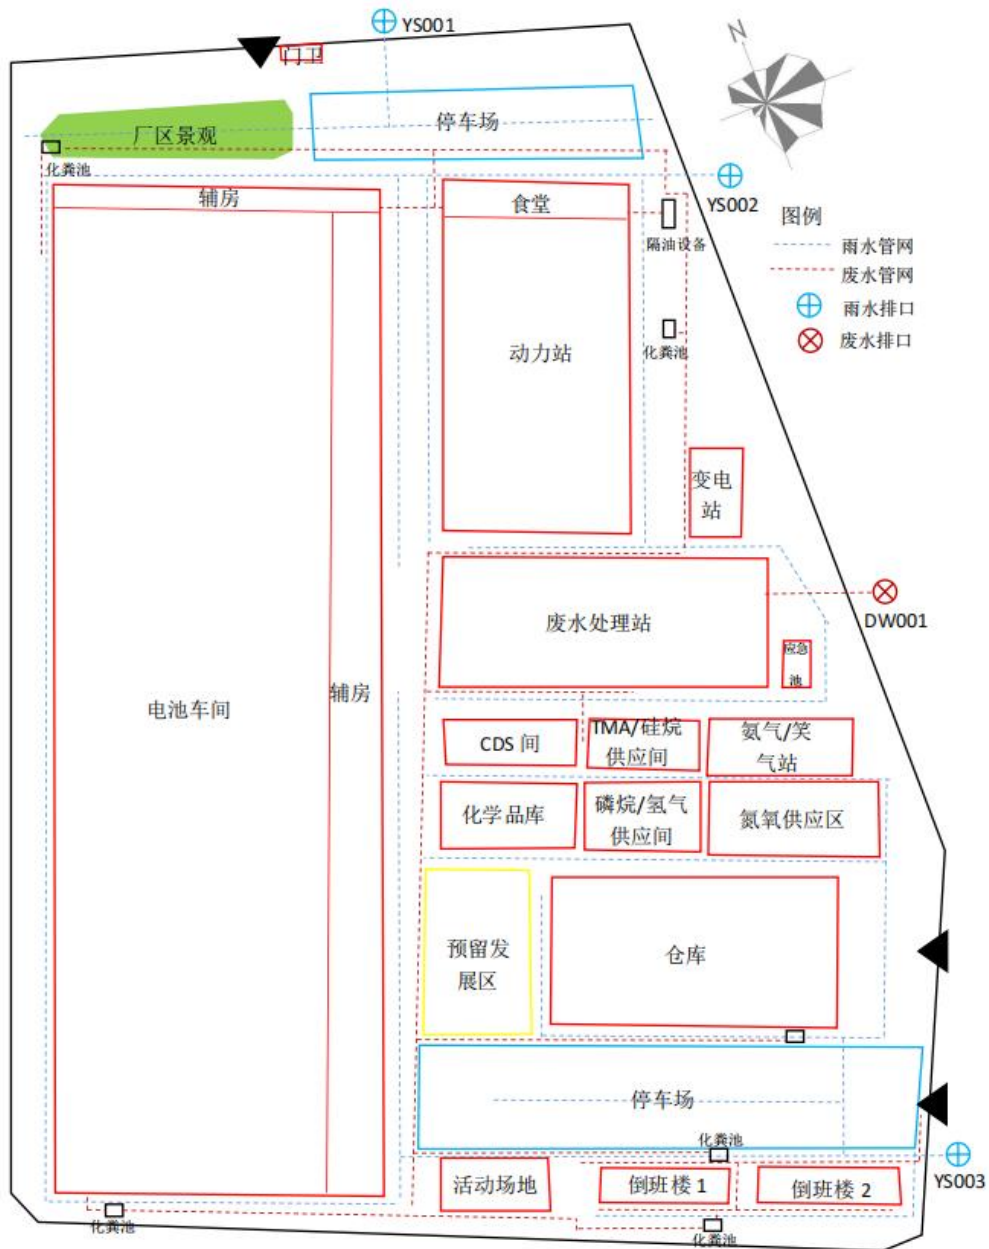 YS001
门卫
N
厂区景观
停车场
化粪池
YS002
辅房
食堂
图例
隔油设备
雨水管网
废水管网
雨水排口
废水排口
动力站
化粪池
变电
站
废水处理站
DW001
应急
池
电池车间
辅房
CDS 间
TMA/硅烷
供应间
氨气/笑
气站
化学品库
磷烷/氢气
供应间
氮氧供应区
预留发
展区
仓库
停车场
化粪池
YS003
活动场地
倒班楼 1
倒班楼 2
化粪池
化粪池